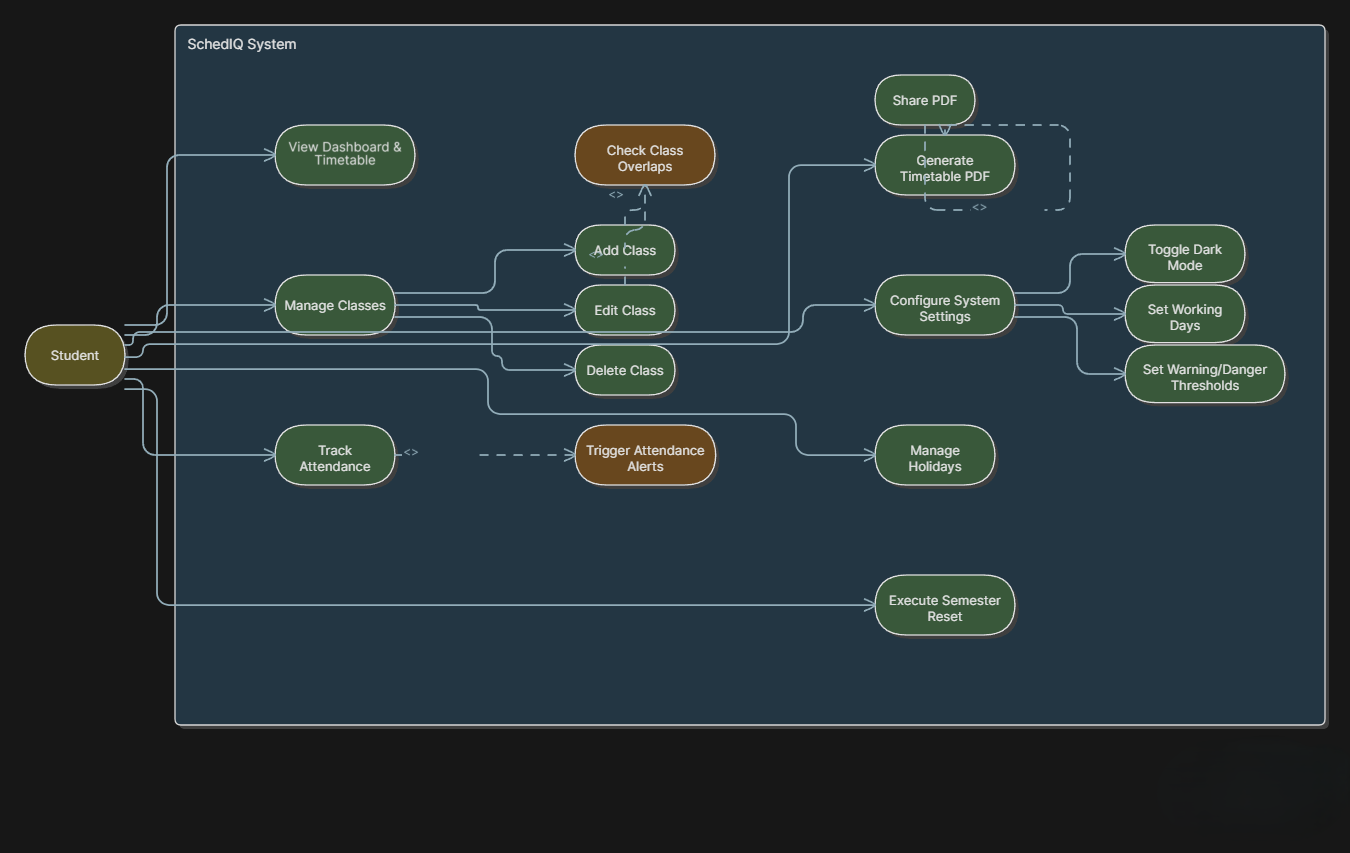 SchedIQ System
Share PDF
View Dashboard &
Timetable
Check Class
Overlaps
Generate
Timetable PDF
<>
<>
Add Class
<>
Toggle Dark
Mode
Manage Classes
Edit Class
Configure System
Settings
Set Working
Days
Student
Delete Class
Set Warning/Danger
Thresholds
Track
Attendance
<>
Trigger Attendance
Alerts
Manage
Holidays
Execute Semester
Reset